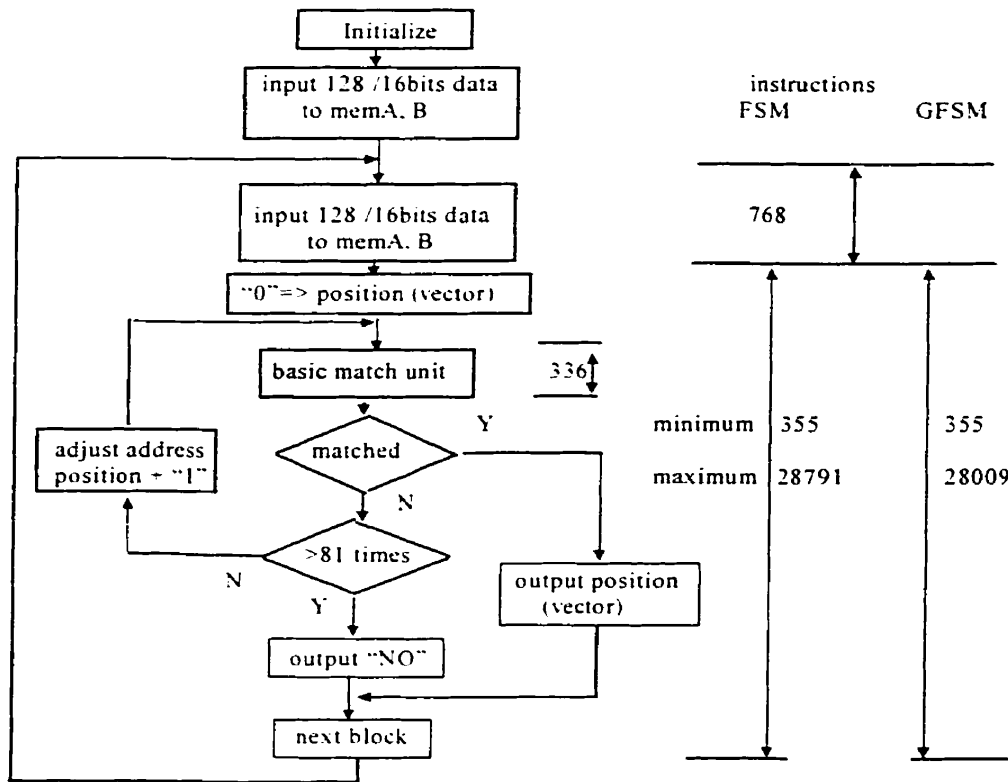 Initialize
input 128 /16bits data
to memA, B
input 128 /16bits data
to memA, B
"0"=> position (vector)
basic match unit
336
matched
Y
N
adjust address
position + "1"
>81 times
N
Y
output position
(vector)
output "NO"
next block
instructions
FSM GFSM
768
minimum 355 355
maximum 28791 28009